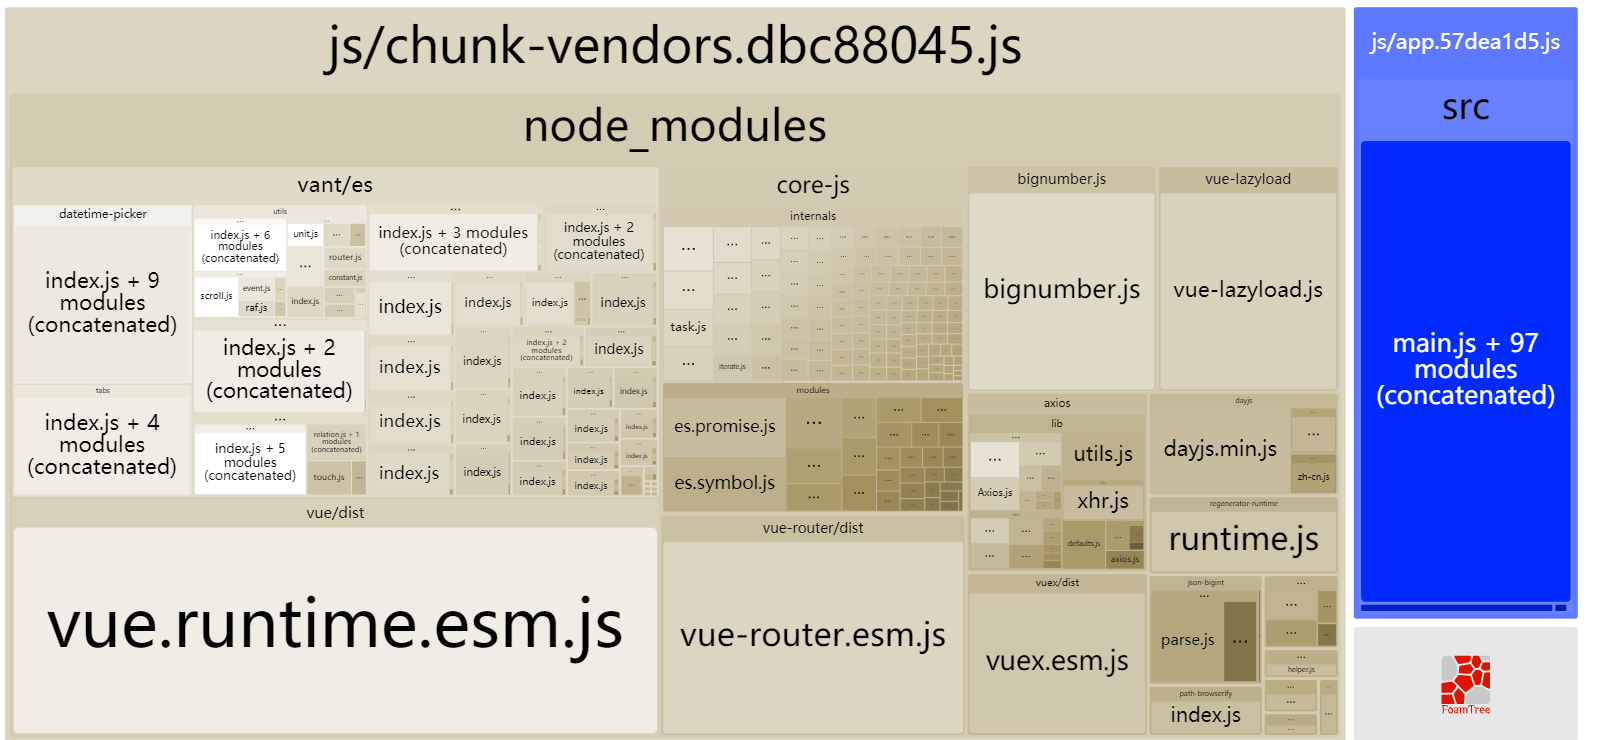 js/chunk-vendors.dbc88045.js
node_modules
vant/es
datetime-picker
index.js + 9
modules
(concatenated)
tabs
index.js + 4
modules
(concatenated)
utils
...
index.js + 6
modules
(concatenated)
unit.js
...
...
...
router.js
constant.js
...
scroll.js
event.js
raf.js
index.js
...
...
index.js + 2
modules
(concatenated)
...
...
index.js + 5
modules
(concatenated)
relation.js + 1
modules
(concatenated)
touch.js
...
...
index.js + 3 modules
(concatenated)
...
index.js + 2
modules
(concatenated)
...
index.js
...
index.js
...
index.js
...
...
index.js
...
index.js
...
index.js
...
index.js + 2
modules
(concatenated)
...
index.js
...
index.js
...
index.js
...
index.js
...
index.js
...
index.js
...
index.js
...
index.js
...
index.js
...
index.js
...
index.js
...
index.js
...
index.js
...
index.js
...
index.js
vue/dist
vue.runtime.esm.js
core-js
internals
...
...
task.js
...
...
...
...
...
iterate.js
modules
es.promise.js
es.symbol.js
...
...
...
vue-router/dist
vue-router.esm.js
bignumber.js
bignumber.js
vue-lazyload
vue-lazyload.js
axios
lib
...
...
Axios.js
utils.js
...
xhr.js
...
...
...
...
defaults.js
...
axios.js
vuex/dist
vuex.esm.js
dayjs
dayjs.min.js
...
...
...
zh-cn.js
regenerator-runtime
runtime.js
json-bigint
...
parse.js
...
path-browserify
index.js
...
...
...
...
...
...
helper.js
...
...
...
...
js/app.57dea1d5.js
src
main.js + 97
modules
(concatenated)
FoamTree